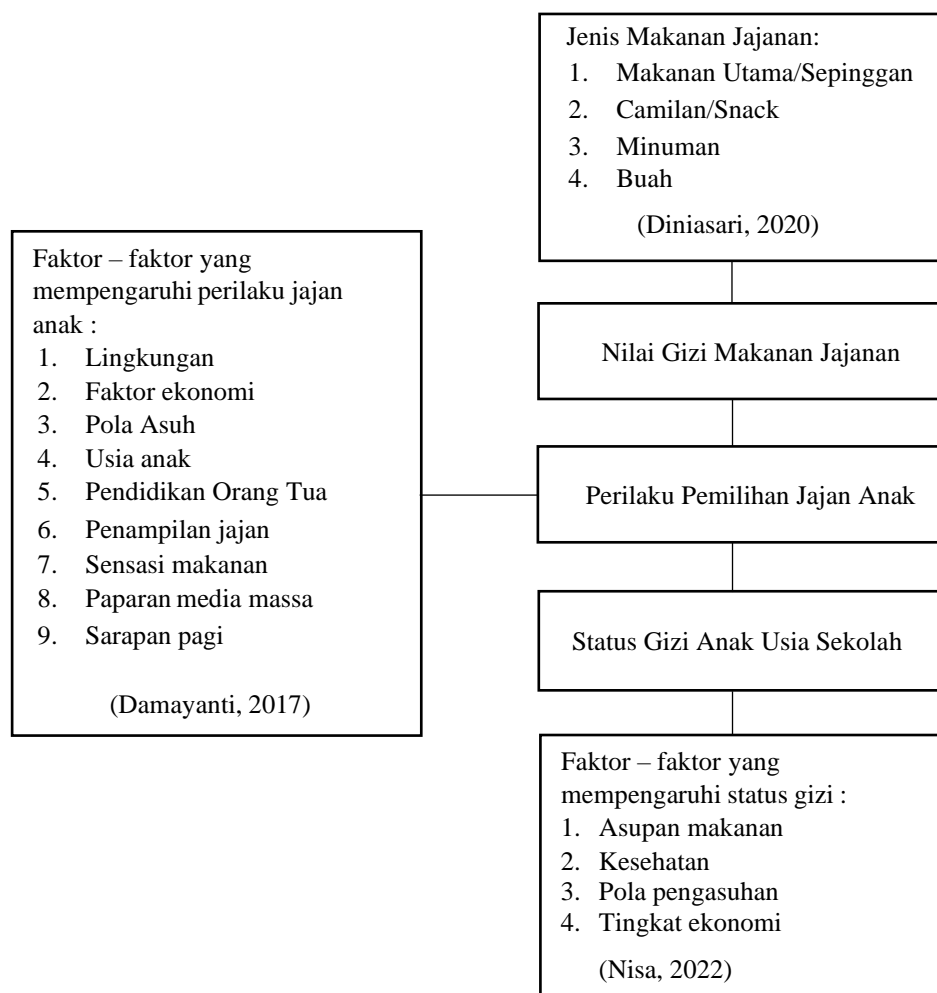 Jenis Makanan Jajanan:
1. Makanan Utama/Sepinggan
2. Camilan/Snack
3. Minuman
4. Buah
(Diniasari, 2020)
Faktor – faktor yang
mempengaruhi perilaku jajan
anak :
1. Lingkungan
2. Faktor ekonomi
3. Pola Asuh
4. Usia anak
5. Pendidikan Orang Tua
6. Penampilan jajan
7. Sensasi makanan
8. Paparan media massa
9. Sarapan pagi
(Damayanti, 2017)
Nilai Gizi Makanan Jajanan
Perilaku Pemilihan Jajan Anak
Status Gizi Anak Usia Sekolah
Faktor – faktor yang
mempengaruhi status gizi :
1. Asupan makanan
2. Kesehatan
3. Pola pengasuhan
4. Tingkat ekonomi
(Nisa, 2022)